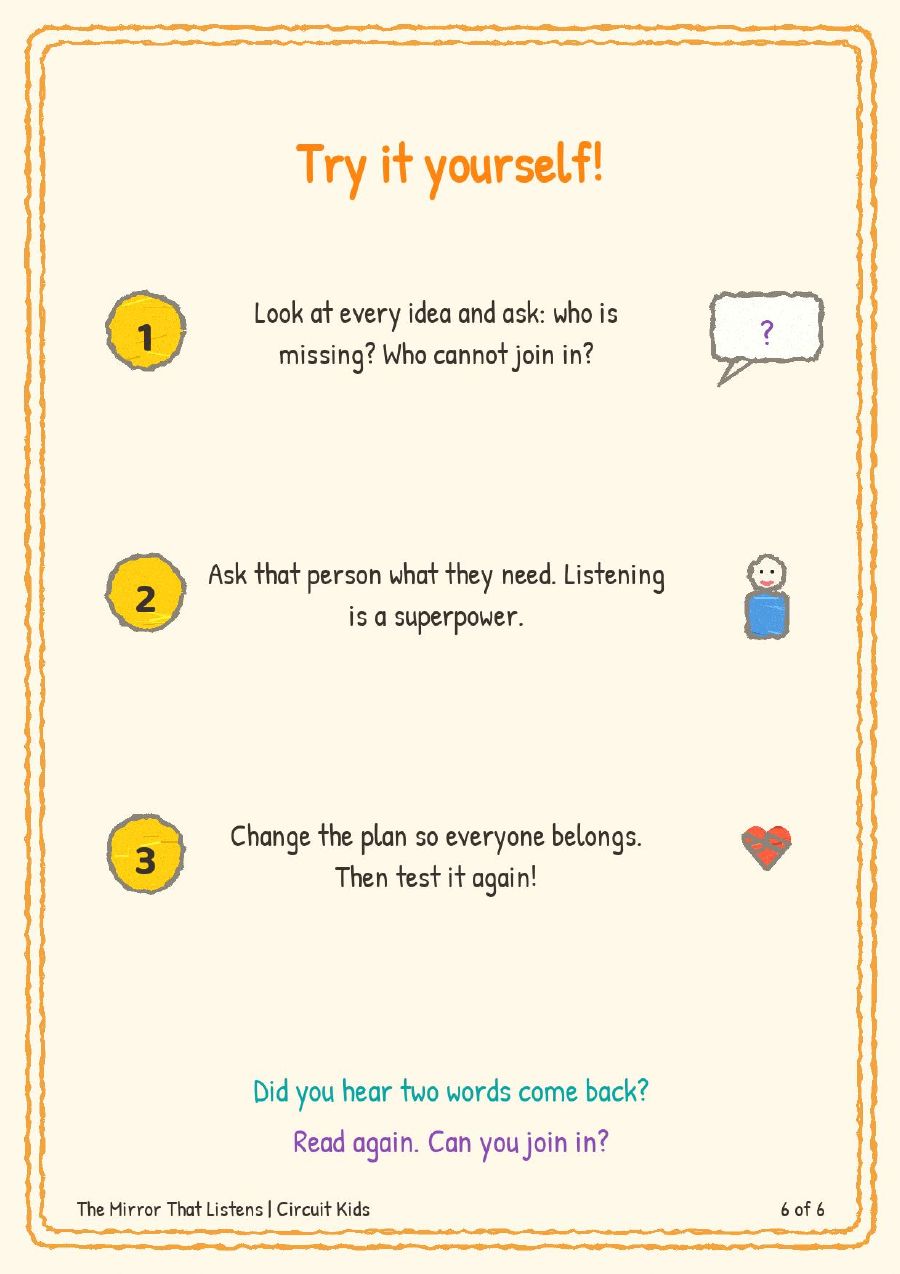 Try it yourself!
1
Look at every idea and ask: who is
missing? Who cannot join in?
?
2
Ask that person what they need. Listening
is a superpower.
3
Change the plan so everyone belongs.
Then test it again!
Did you hear two words come back?
Read again. Can you join in?
The Mirror That Listens | Circuit Kids
6 of 6